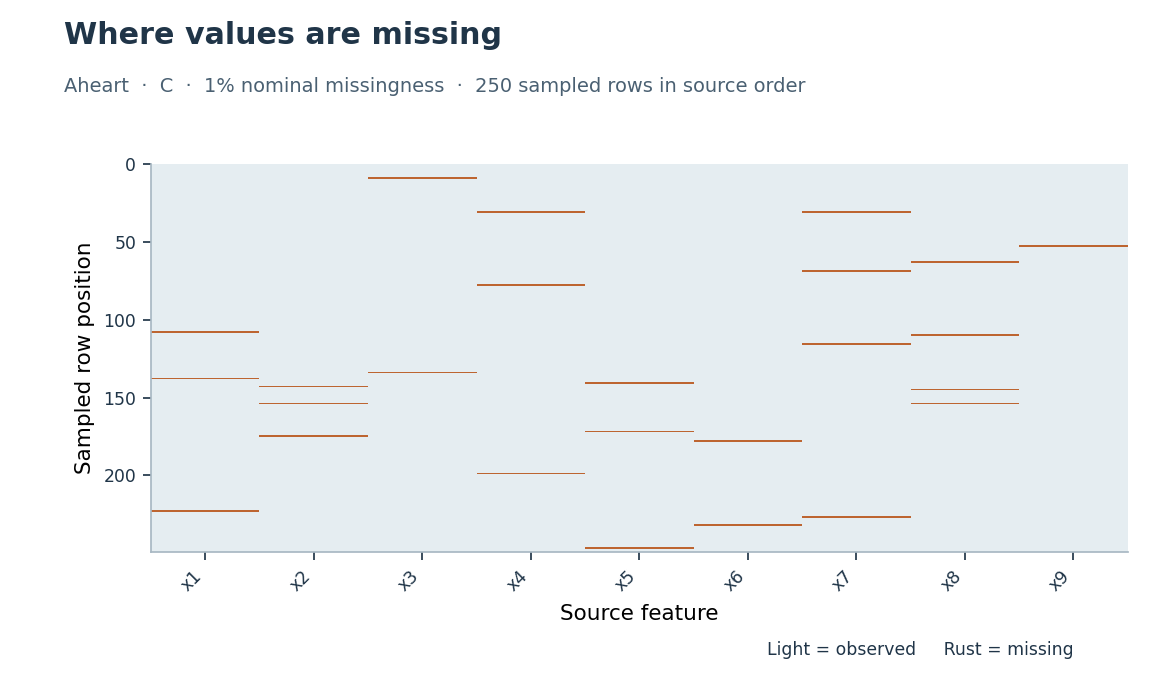 Where values are missing
Aheart · C · 1% nominal missingness · 250 sampled rows in source order
0
50
100
150
200
Sampled row position
x1 x2 x3 x4 x5 x6 x7 x8 x9
Source feature
Light = observed Rust = missing